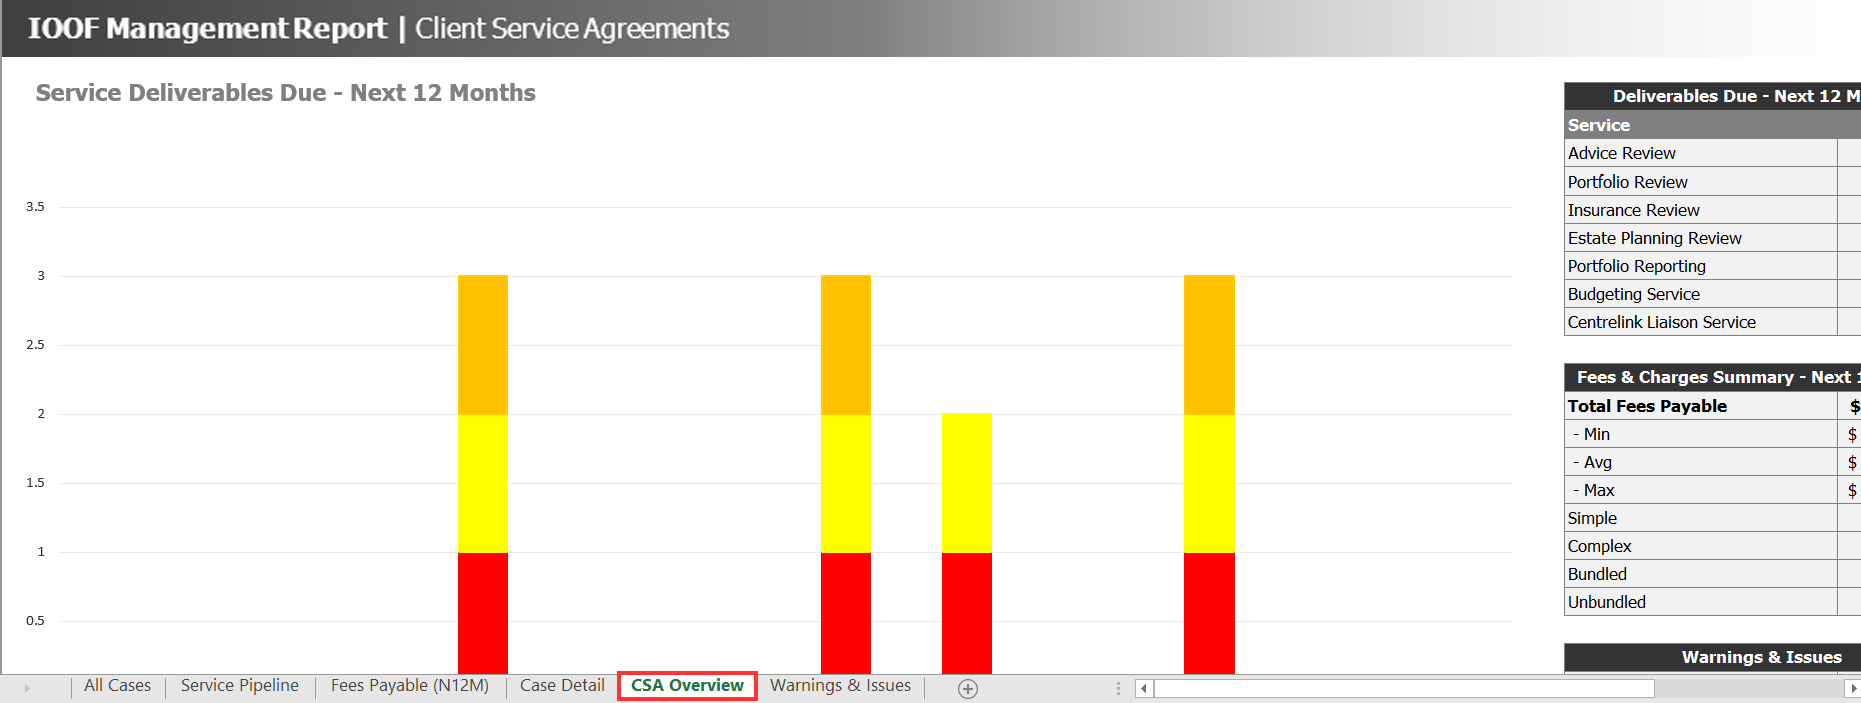 IOOF Management Report | Client Service Agreements
Service Deliverables Due - Next 12 Months
3.5
3
2.5
2
1.5
1
0.5
Deliverables Due - Next 12 M
Service
Advice Review
Portfolio Review
Insurance Review
Estate Planning Review
Portfolio Reporting
Budgeting Service
Centrelink Liaison Service
Fees & Charges Summary - Next 1
Total Fees Payable $
- Min $
- Avg $
- Max $
Simple
Complex
Bundled
Unbundled
Warnings & Issues
All Cases Service Pipeline Fees Payable (N12M) Case Detail CSA Overview Warnings & Issues